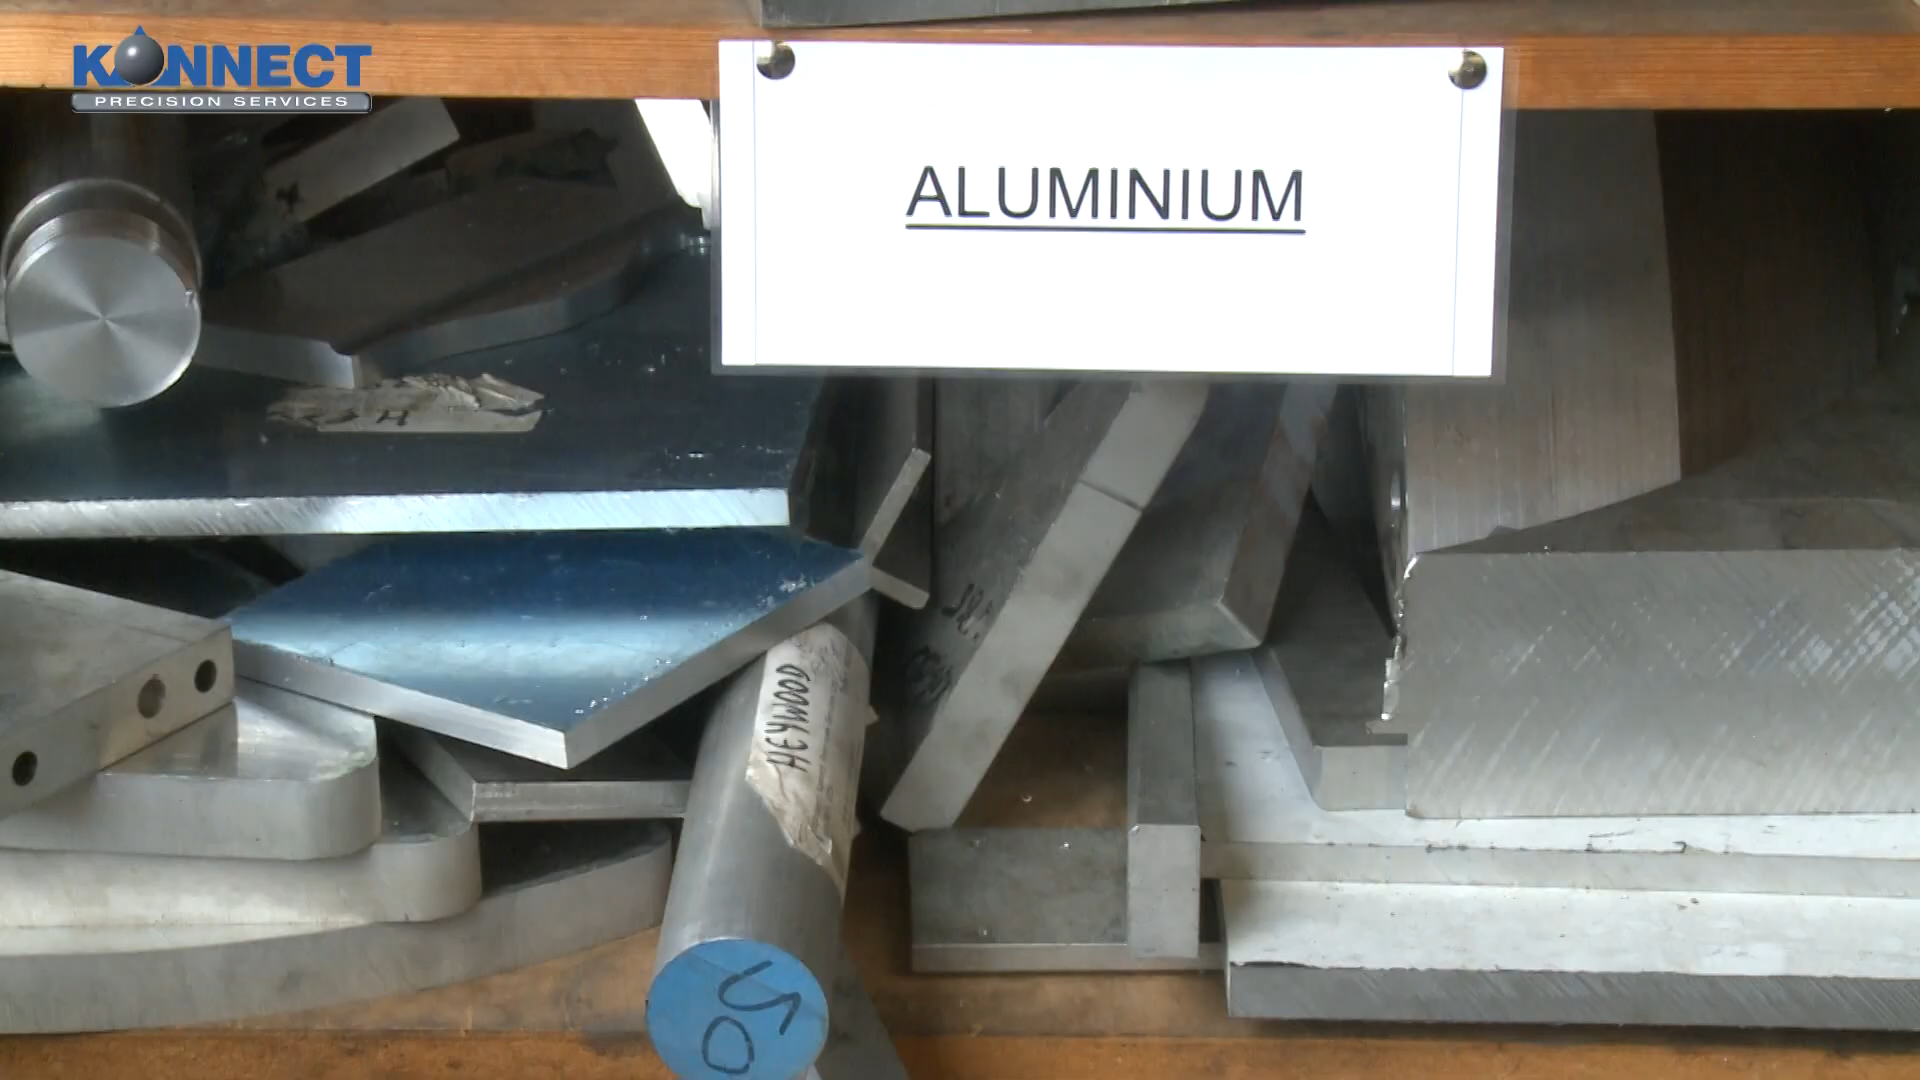 KONNECT
PRECISION SERVICES
ALUMINIUM
HEYWOOD
50